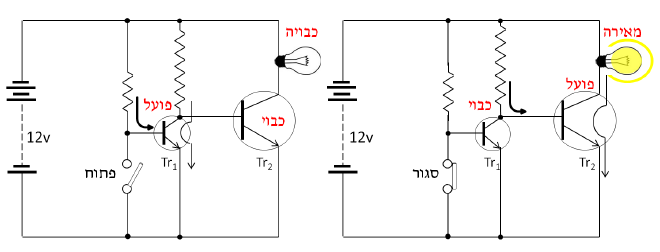 כבויה
פועל
כבוי
12v
פתוח
Tr1
Tr2
מאירה
פועל
כבוי
12v
סגור
Tr1
Tr2